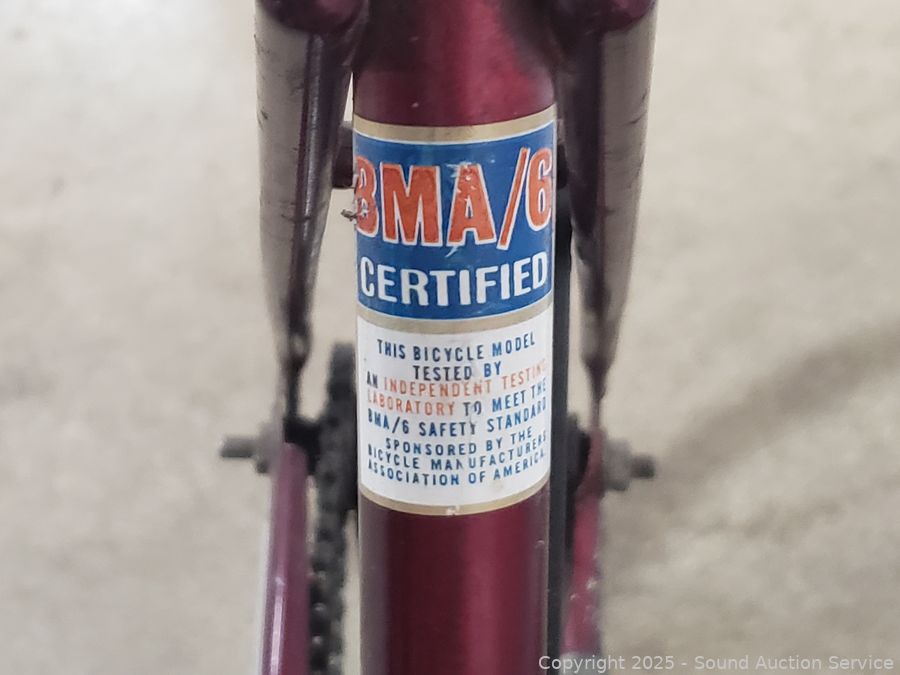 BMA/6
CERTIFIED
THIS BICYCLE MODEL
TESTED BY
AN INDEPENDENT TESTING
LABORATORY TO MEET THE
BMA/6 SAFETY STANDARD
SPONSORED BY THE
BICYCLE MANUFACTURERS
ASSOCIATION OF AMERICA.
Copyright 2025 - Sound Auction Service